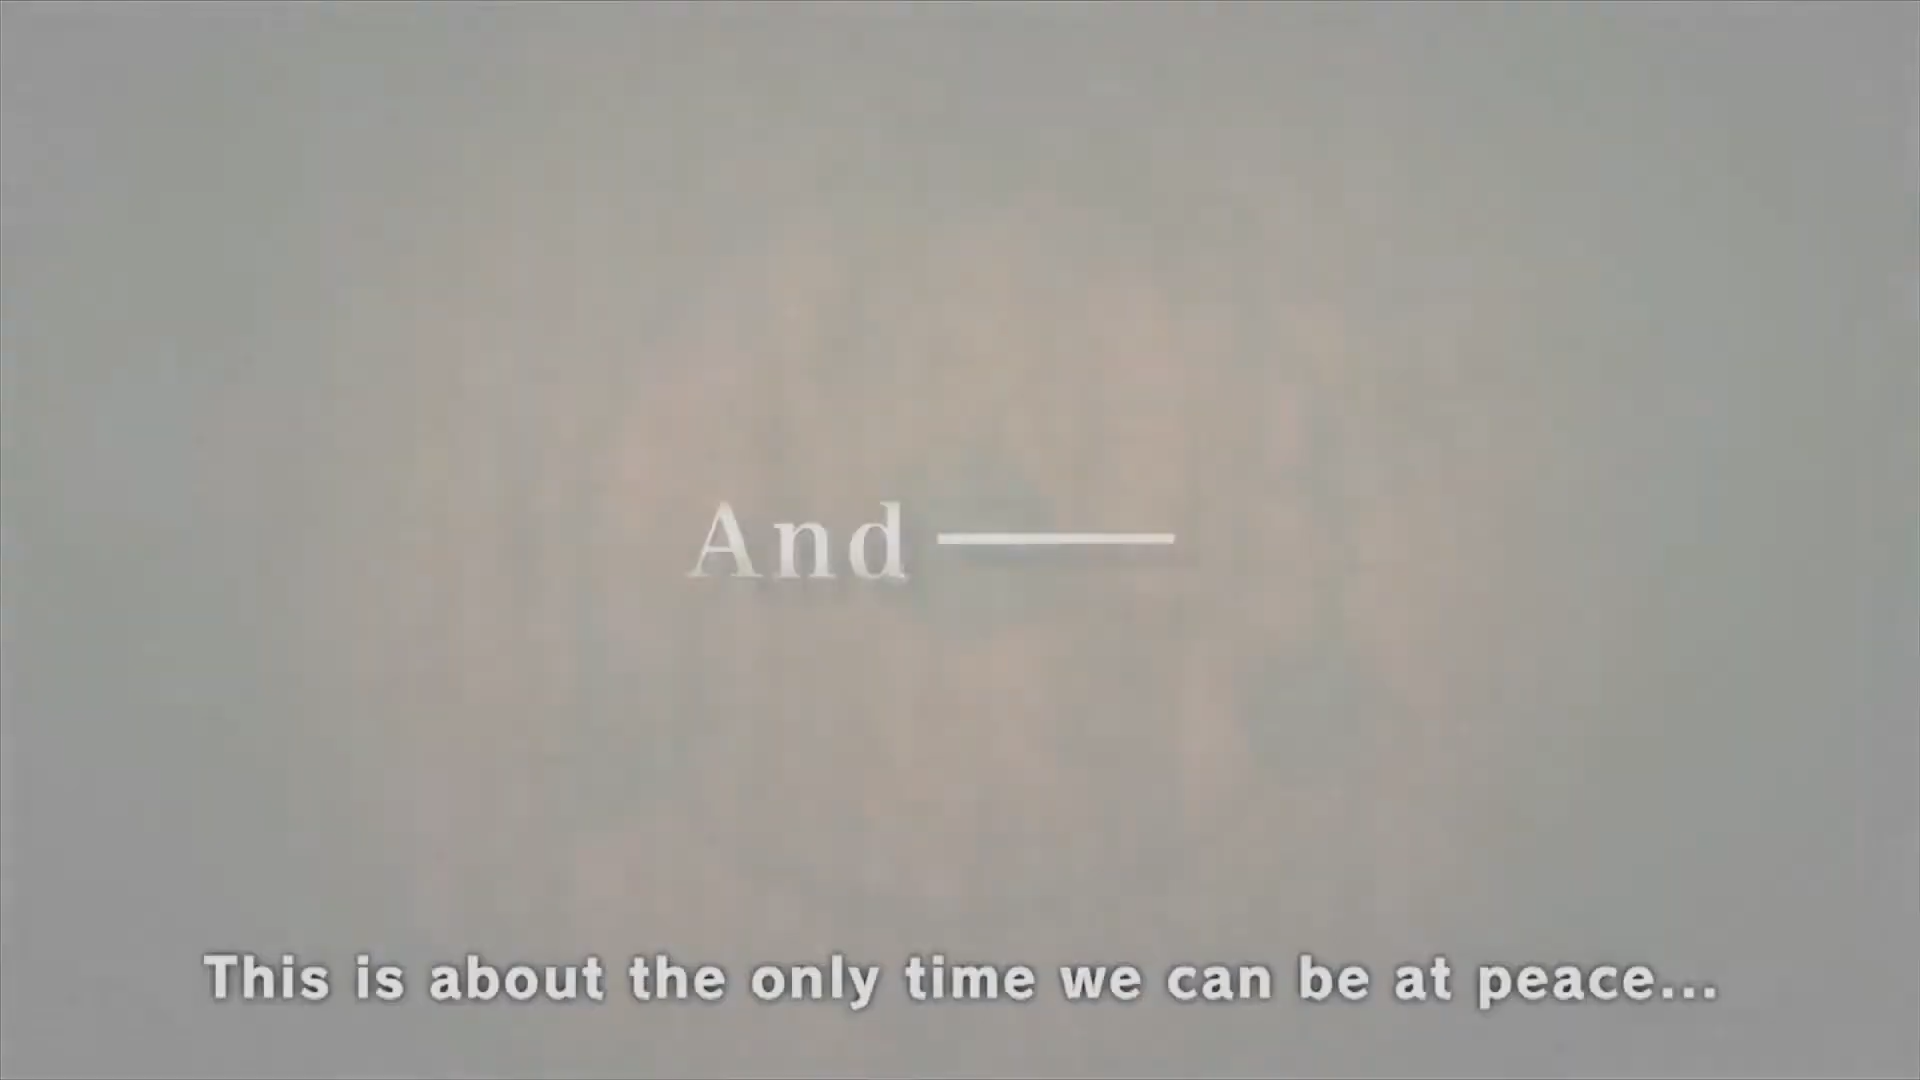 And——
This is about the only time we can be at peace...